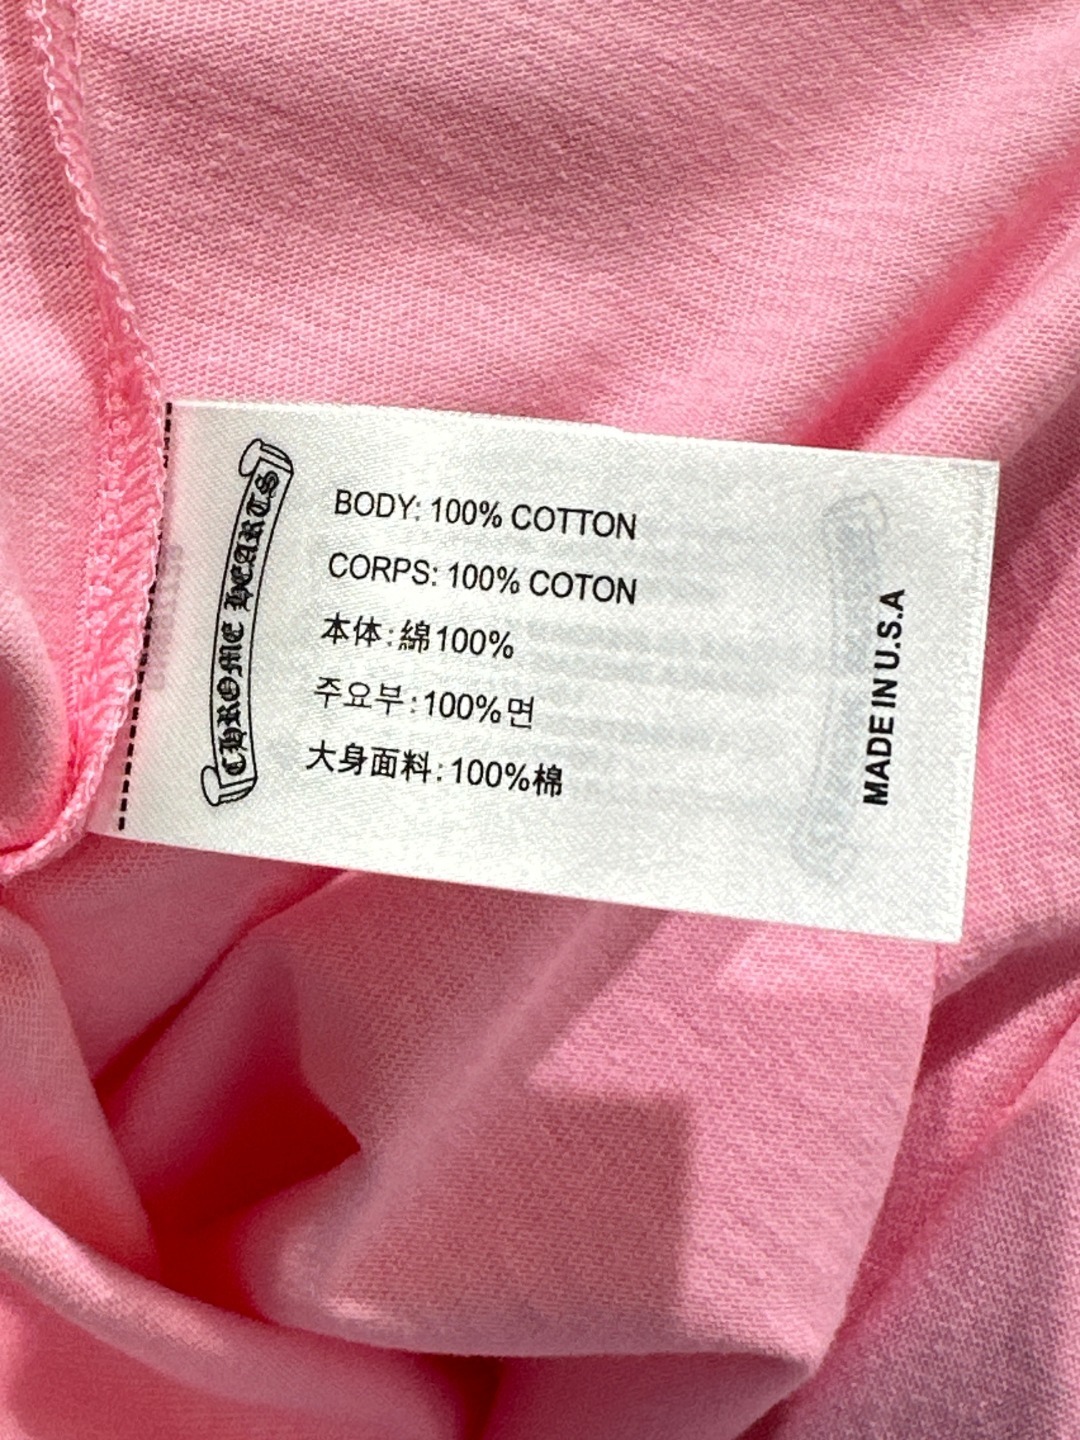 CHROME HEARTS
BODY: 100% COTTON
CORPS: 100% COTON
本体:綿100%
주요부:100%면
大身面料:100%棉
MADE IN U.S.A